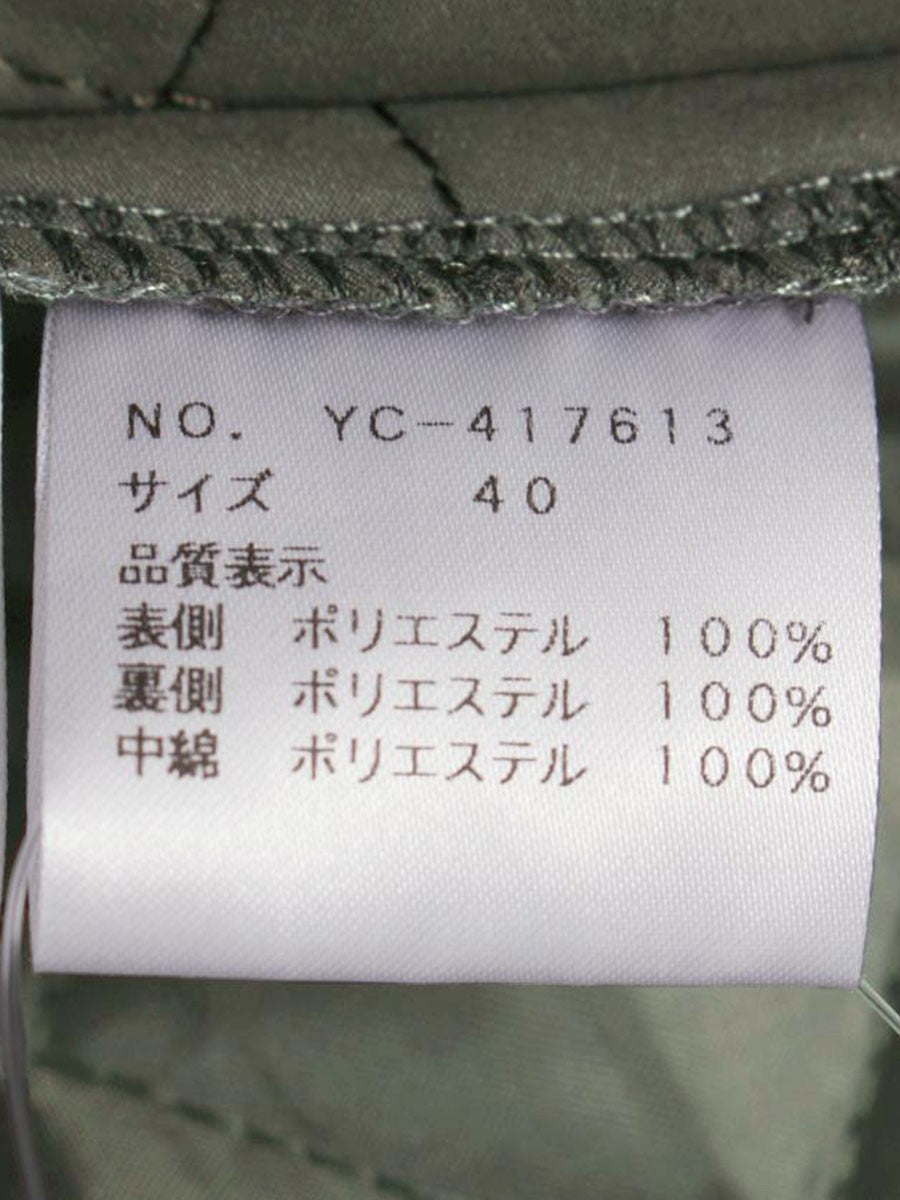 NO. YC-417613
サイズ 40
品質表示
表側 ポリエステル 100%
裏側 ポリエステル 100%
中綿 ポリエステル 100%